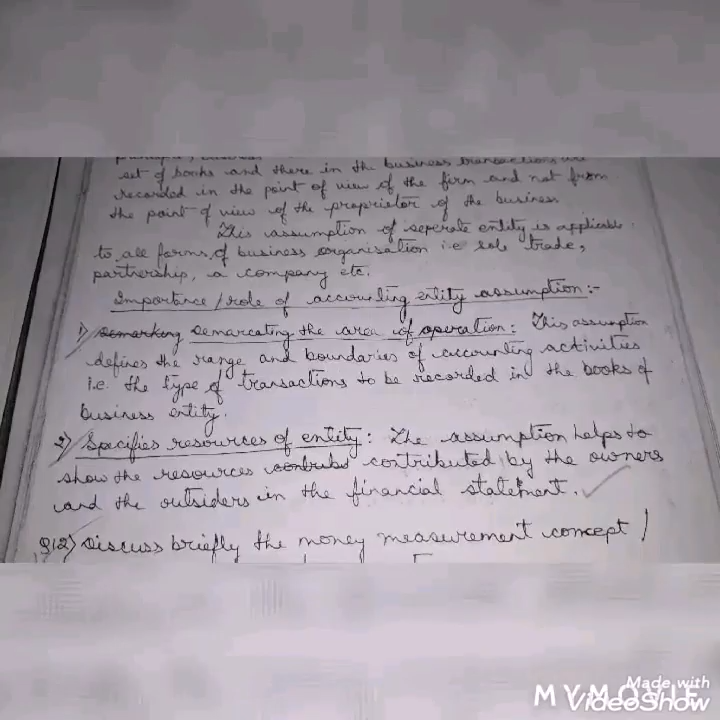 set of books and there in the business transactions are
recorded in the point of view of the firm and not from
the point of view of the proprietor of the business
This assumption of seperate entity is applicable
to all forms of business organisation i.e sole trade,
partnership, a company etc.
Importance/role of accounting entity assumption:-
1) Demarking Demarcating the area of operation: This assumption
defines the range and boundaries of accounting activities
i.e. the type of transactions to be recorded in the books of
business entity.
2) Specifies resources of entity: The assumption helps to
show the resources contribs contributed by the owners
and the outsiders in the financial statement.
Q12) Discuss briefly the money measurement concept /
Made with
MYMOVIE
VideoShow